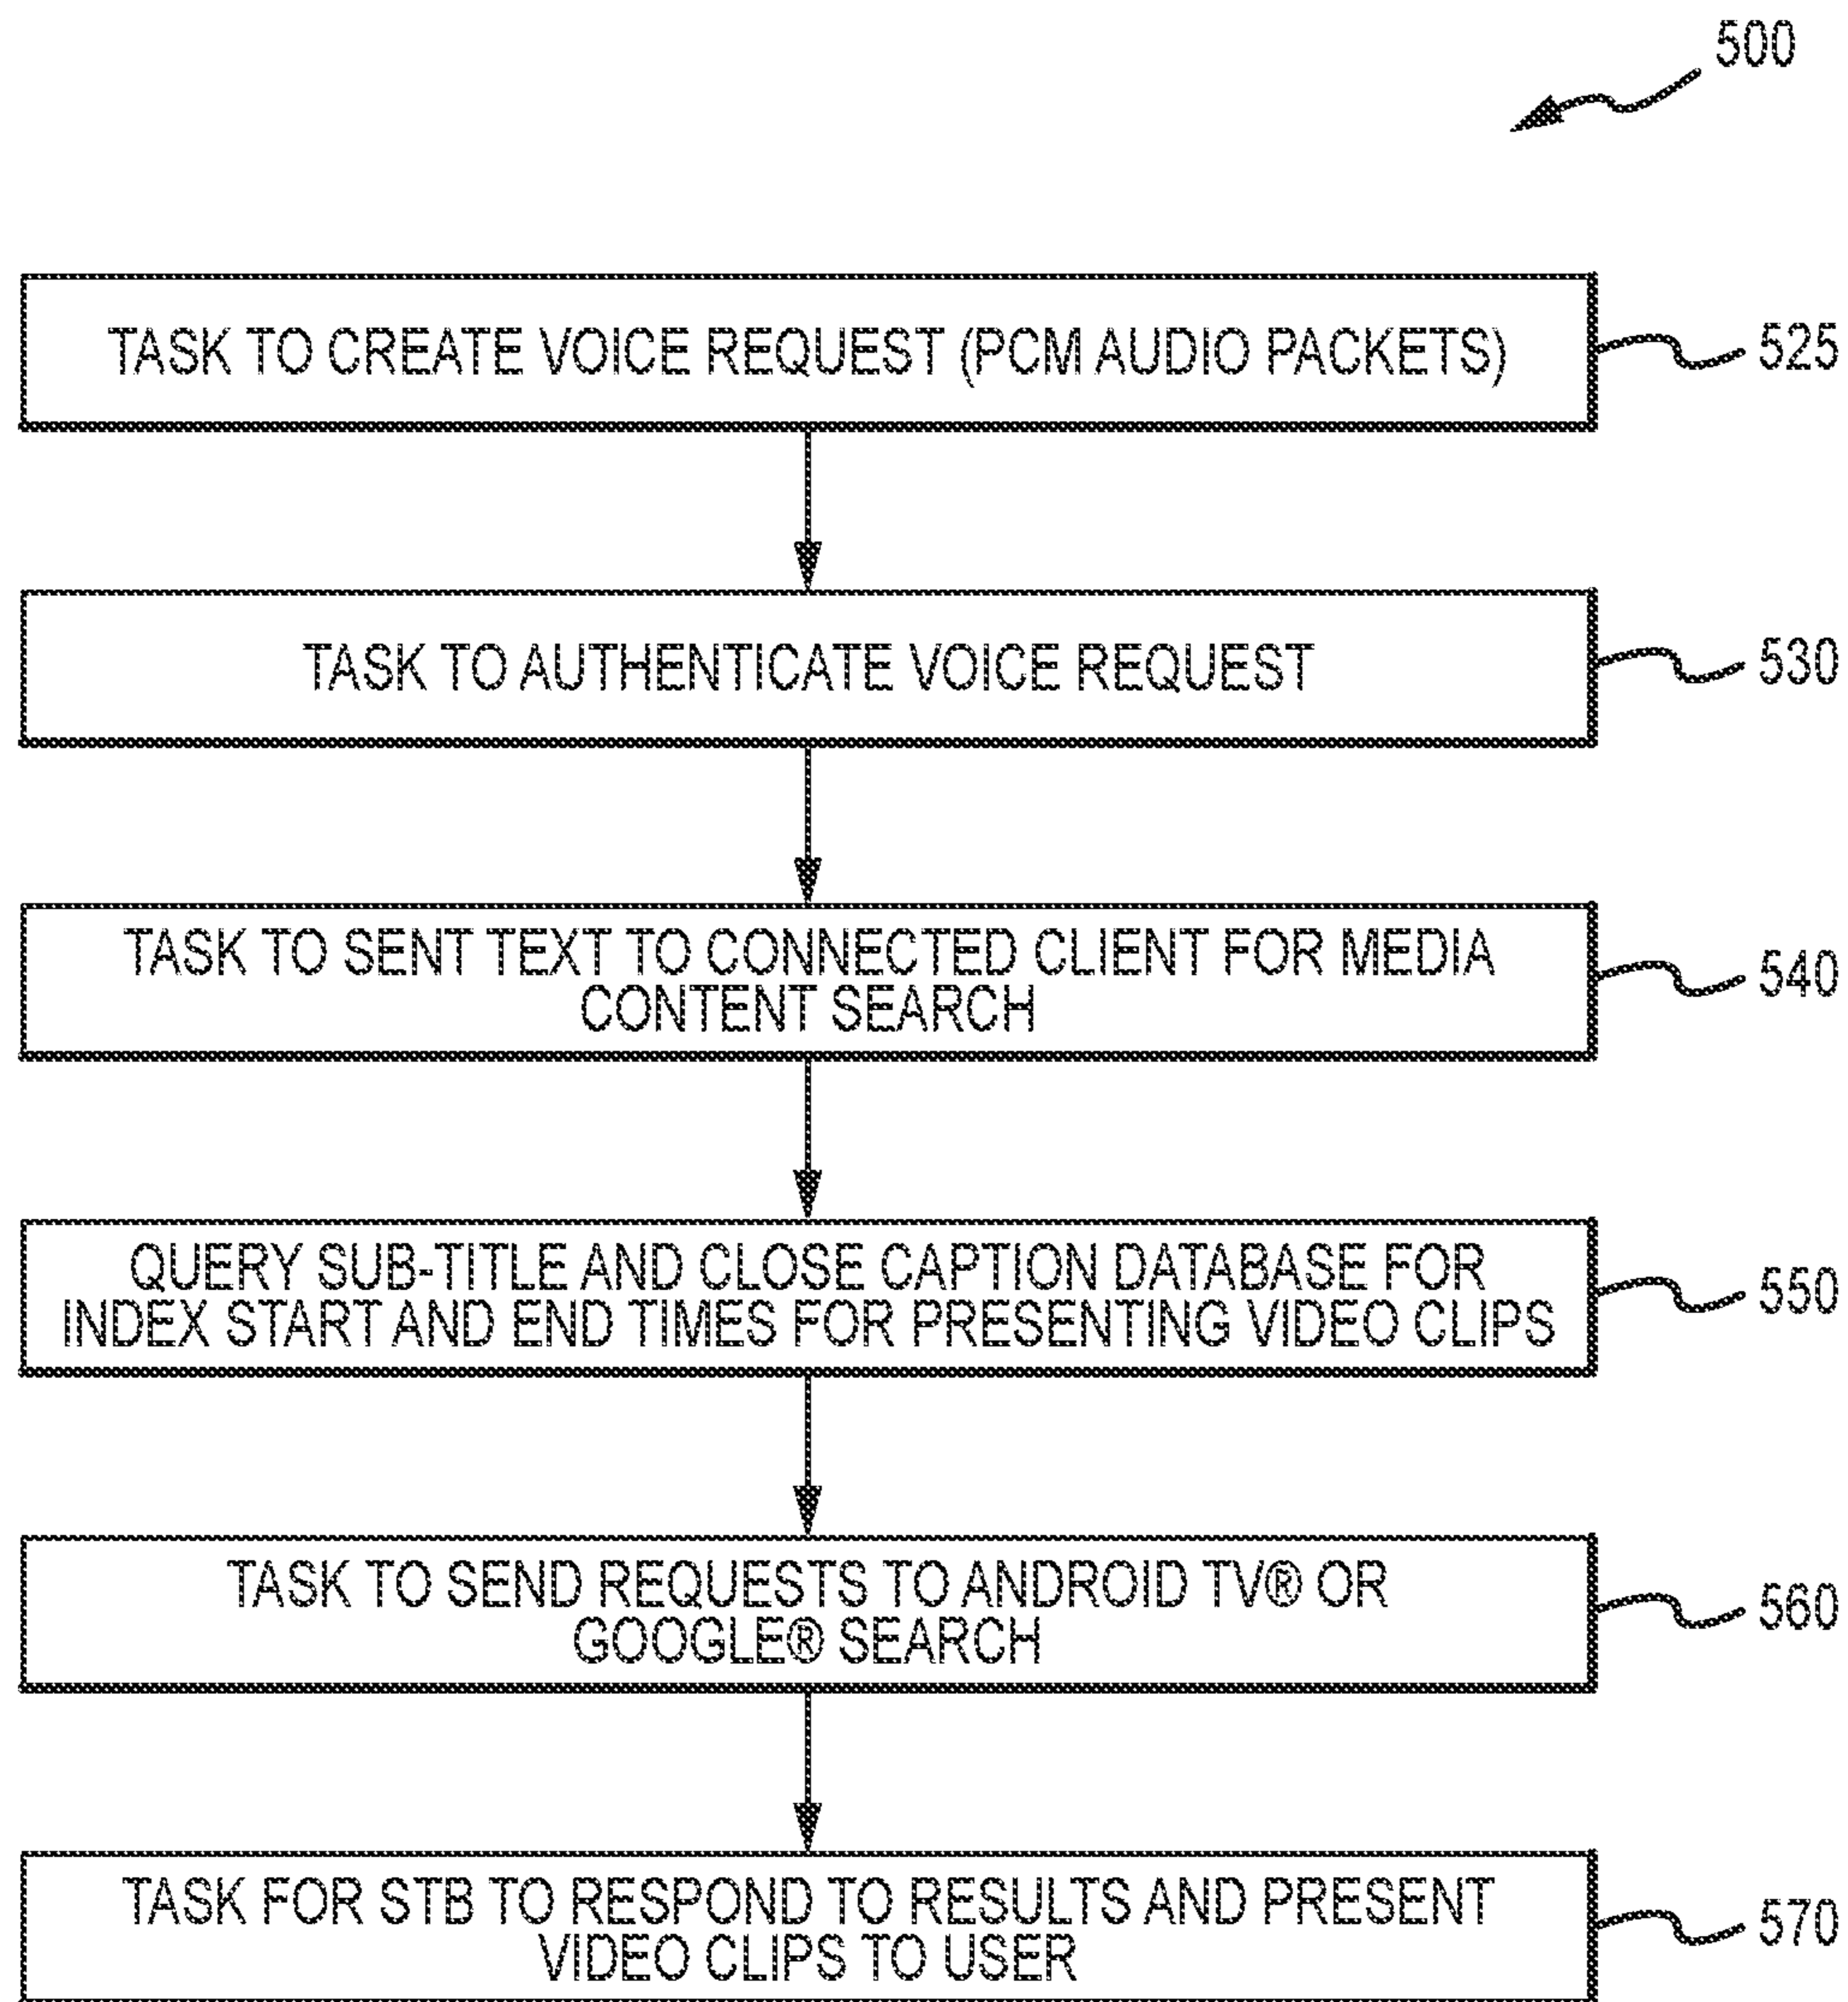 500
TASK TO CREATE VOICE REQUEST (PCM AUDIO PACKETS)
525
TASK TO AUTHENTICATE VOICE REQUEST
530
TASK TO SENT TEXT TO CONNECTED CLIENT FOR MEDIA
CONTENT SEARCH
540
QUERY SUB-TITLE AND CLOSE CAPTION DATABASE FOR
INDEX START AND END TIMES FOR PRESENTING VIDEO CLIPS
550
TASK TO SEND REQUESTS TO ANDROID TV® OR
GOOGLE® SEARCH
560
TASK FOR STB TO RESPOND TO RESULTS AND PRESENT
VIDEO CLIPS TO USER
570